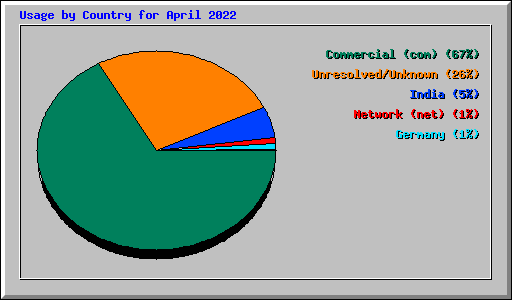 Usage by Country for April 2022
Commercial (com) (67%)
Unresolved/Unknown (26%)
India (5%)
Network (net) (1%)
Germany (1%)